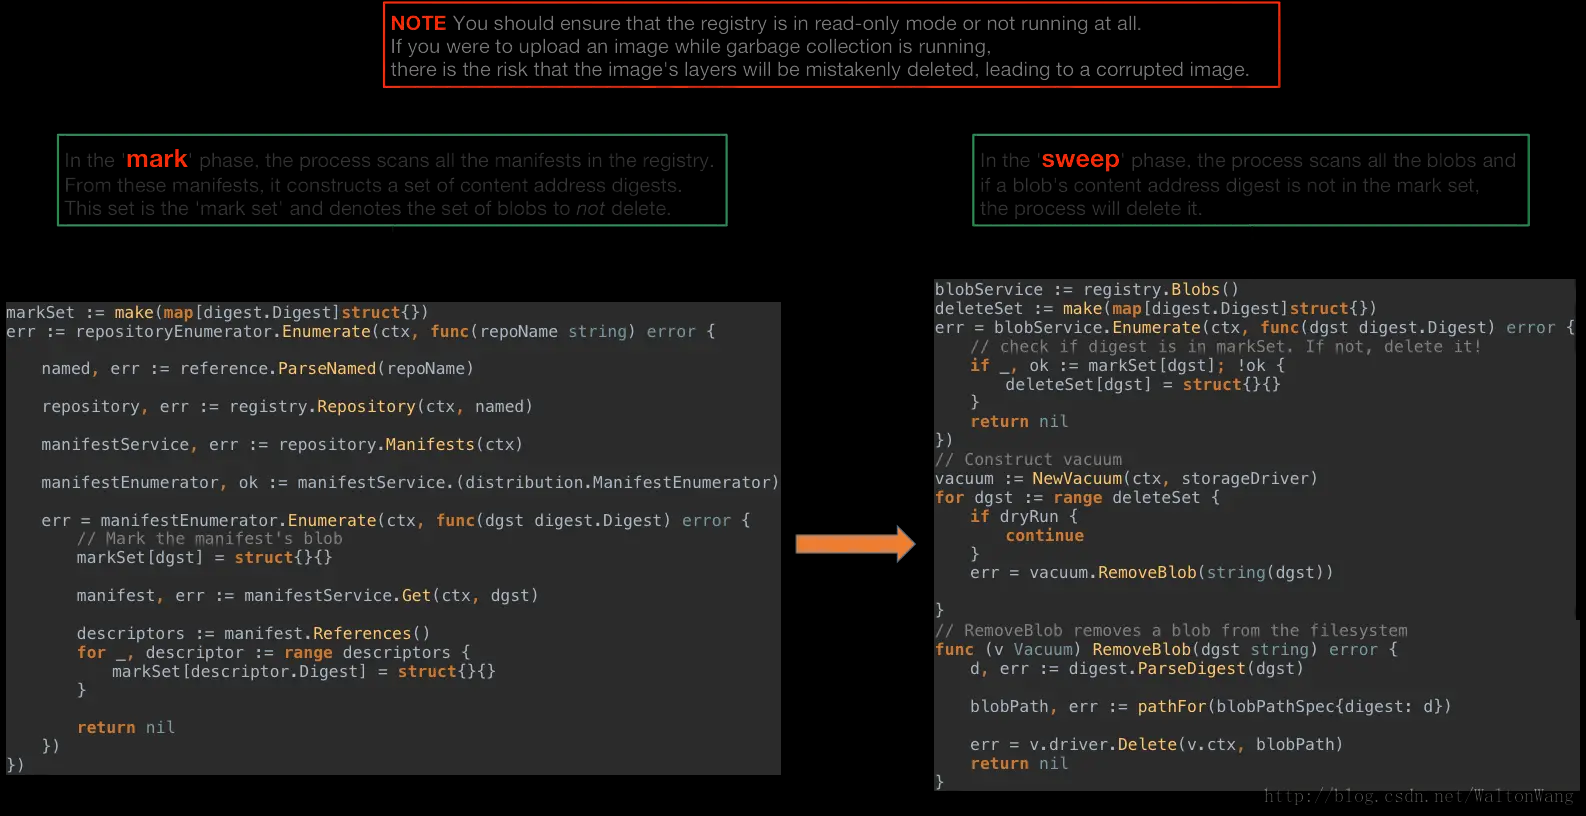 NOTE You should ensure that the registry is in read-only mode or not running at all.
If you were to upload an image while garbage collection is running,
there is the risk that the image's layers will be mistakenly deleted, leading to a corrupted image.
In the 'mark' phase, the process scans all the manifests in the registry.
From these manifests, it constructs a set of content address digests.
This set is the 'mark set' and denotes the set of blobs to not delete.
In the 'sweep' phase, the process scans all the blobs and
if a blob's content address digest is not in the mark set,
the process will delete it.
markSet := make(map[digest.Digest]struct{})
err := repositoryEnumerator.Enumerate(ctx, func(repoName string) error {
named, err := reference.ParseNamed(repoName)
repository, err := registry.Repository(ctx, named)
manifestService, err := repository.Manifests(ctx)
manifestEnumerator, ok := manifestService.(distribution.ManifestEnumerator)
err = manifestEnumerator.Enumerate(ctx, func(dgst digest.Digest) error {
// Mark the manifest's blob
markSet[dgst] = struct{}{}
manifest, err := manifestService.Get(ctx, dgst)
descriptors := manifest.References()
for _, descriptor := range descriptors {
markSet[descriptor.Digest] = struct{}{}
}
return nil
})
})
blobService := registry.Blobs()
deleteSet := make(map[digest.Digest]struct{})
err = blobService.Enumerate(ctx, func(dgst digest.Digest) error {
// check if digest is in markSet. If not, delete it!
if _, ok := markSet[dgst]; !ok {
deleteSet[dgst] = struct{}{}
}
return nil
})
// Construct vacuum
vacuum := NewVacuum(ctx, storageDriver)
for dgst := range deleteSet {
if dryRun {
continue
}
err = vacuum.RemoveBlob(string(dgst))
}
// RemoveBlob removes a blob from the filesystem
func (v Vacuum) RemoveBlob(dgst string) error {
d, err := digest.ParseDigest(dgst)
blobPath, err := pathFor(blobPathSpec{digest: d})
err = v.driver.Delete(v.ctx, blobPath)
return nil
}
http://blog.csdn.net/WaltonWang